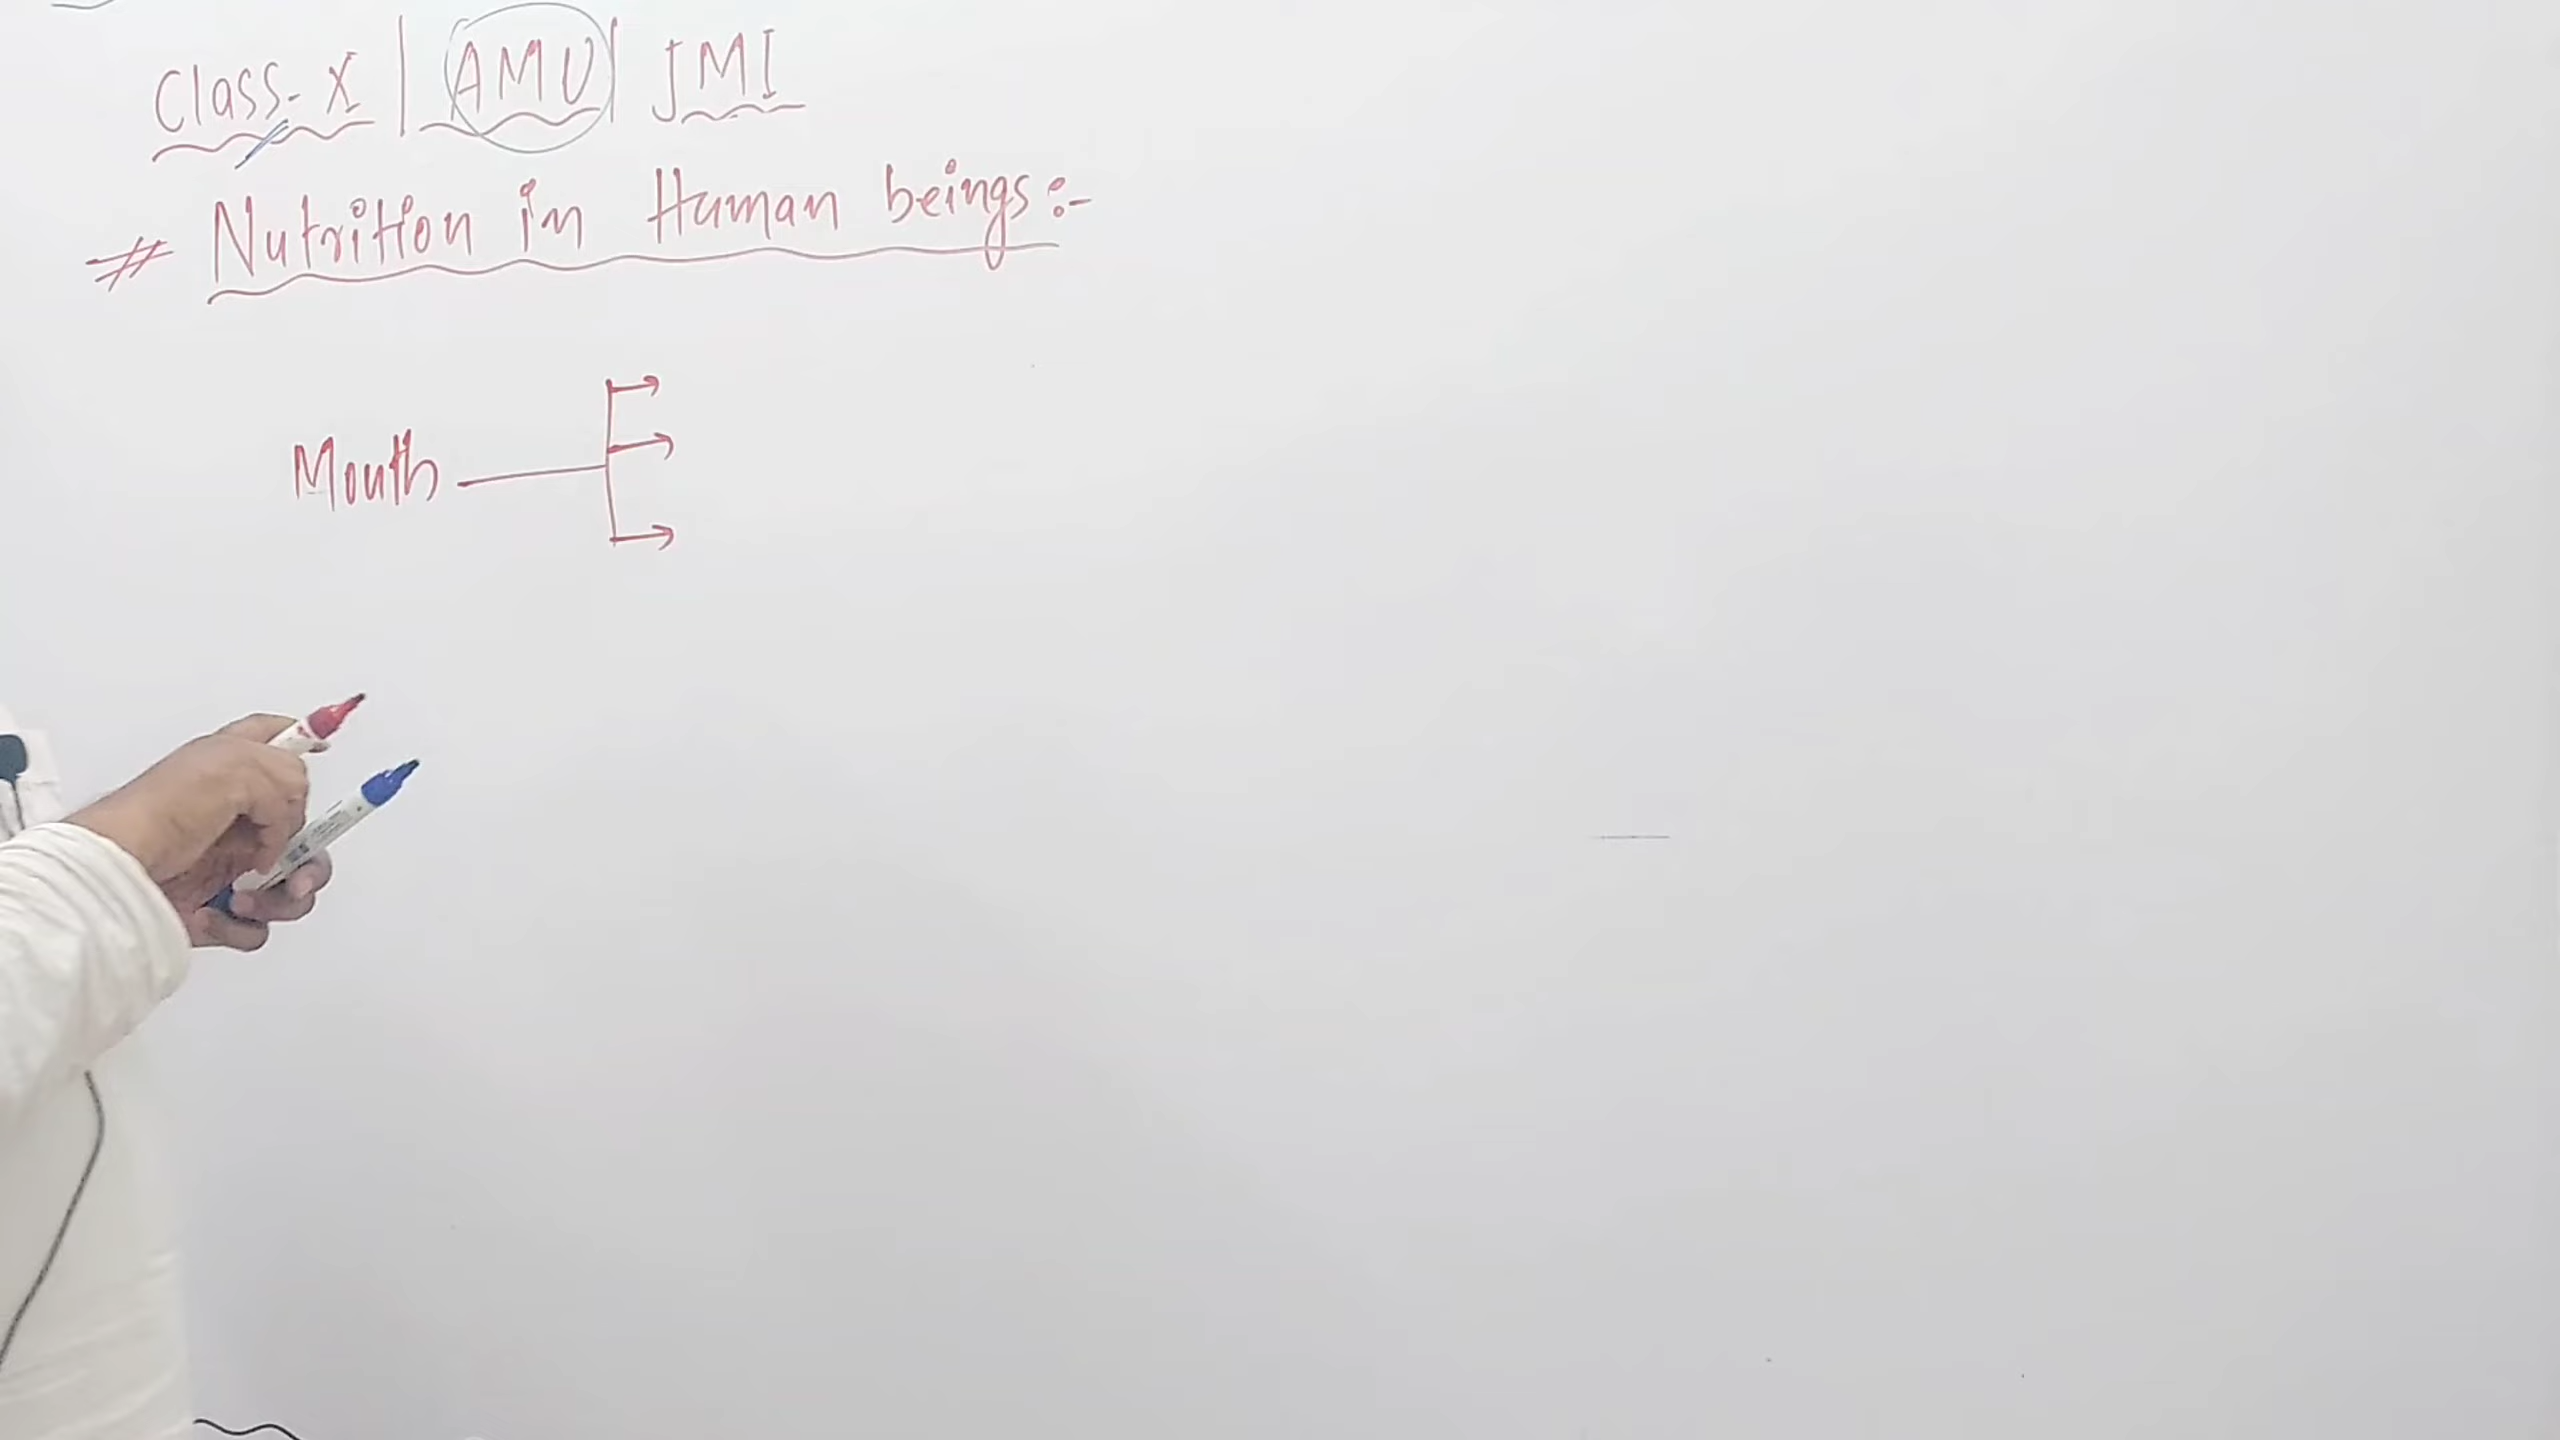 Class-X | AMU | JMI
# Nutrition in Human beings :-
Mouth